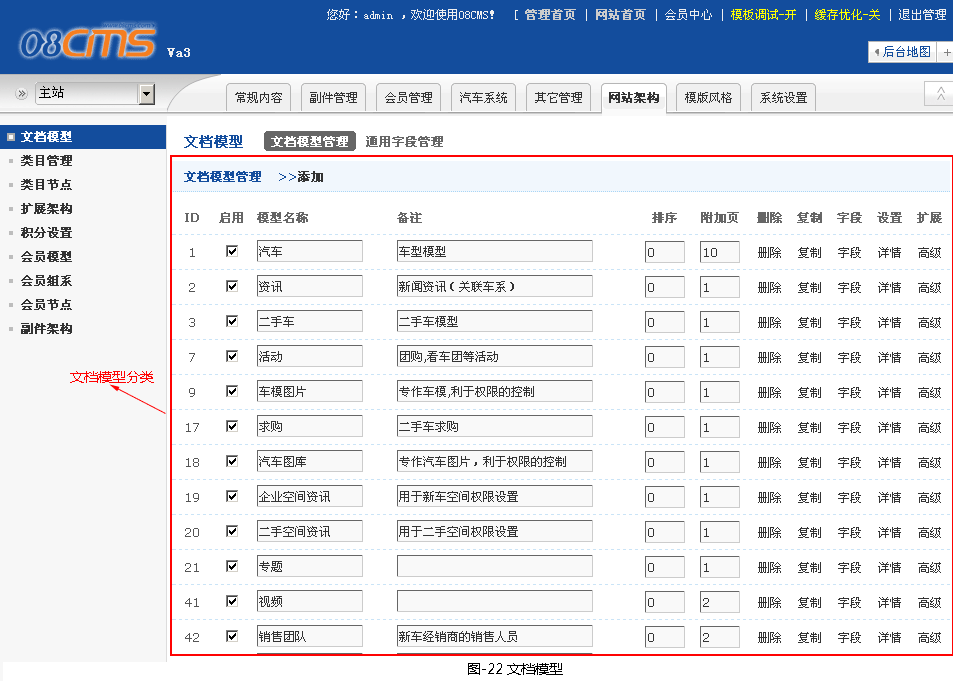 您好：admin ，欢迎使用08CMS! [ 管理首页 | 网站首页 | 会员中心 | 模板调试-开 | 缓存优化-关 | 退出管理
08CMS Va3
后台地图 +
主站
常规内容 副件管理 会员管理 汽车系统 其它管理 网站架构 模版风格 系统设置
文档模型
类目管理
类目节点
扩展架构
积分设置
会员模型
会员组系
会员节点
副件架构
文档模型分类
文档模型 文档模型管理 通用字段管理
文档模型管理 >>添加
ID 启用 模型名称 备注 排序 附加页 删除 复制 字段 设置 扩展
1 汽车 车型模型 0 10 删除 复制 字段 详情 高级
2 资讯 新闻资讯（关联车系） 0 1 删除 复制 字段 详情 高级
3 二手车 二手车模型 0 1 删除 复制 字段 详情 高级
7 活动 团购,看车团等活动 0 1 删除 复制 字段 详情 高级
9 车模图片 专作车模,利于权限的控制 0 1 删除 复制 字段 详情 高级
17 求购 二手车求购 0 1 删除 复制 字段 详情 高级
18 汽车图库 专作汽车图片，利于权限的控制 0 1 删除 复制 字段 详情 高级
19 企业空间资讯 用于新车空间权限设置 0 1 删除 复制 字段 详情 高级
20 二手空间资讯 用于二手空间权限设置 0 1 删除 复制 字段 详情 高级
21 专题 0 1 删除 复制 字段 详情 高级
41 视频 0 2 删除 复制 字段 详情 高级
42 销售团队 新车经销商的销售人员 0 2 删除 复制 字段 详情 高级
图-22 文档模型